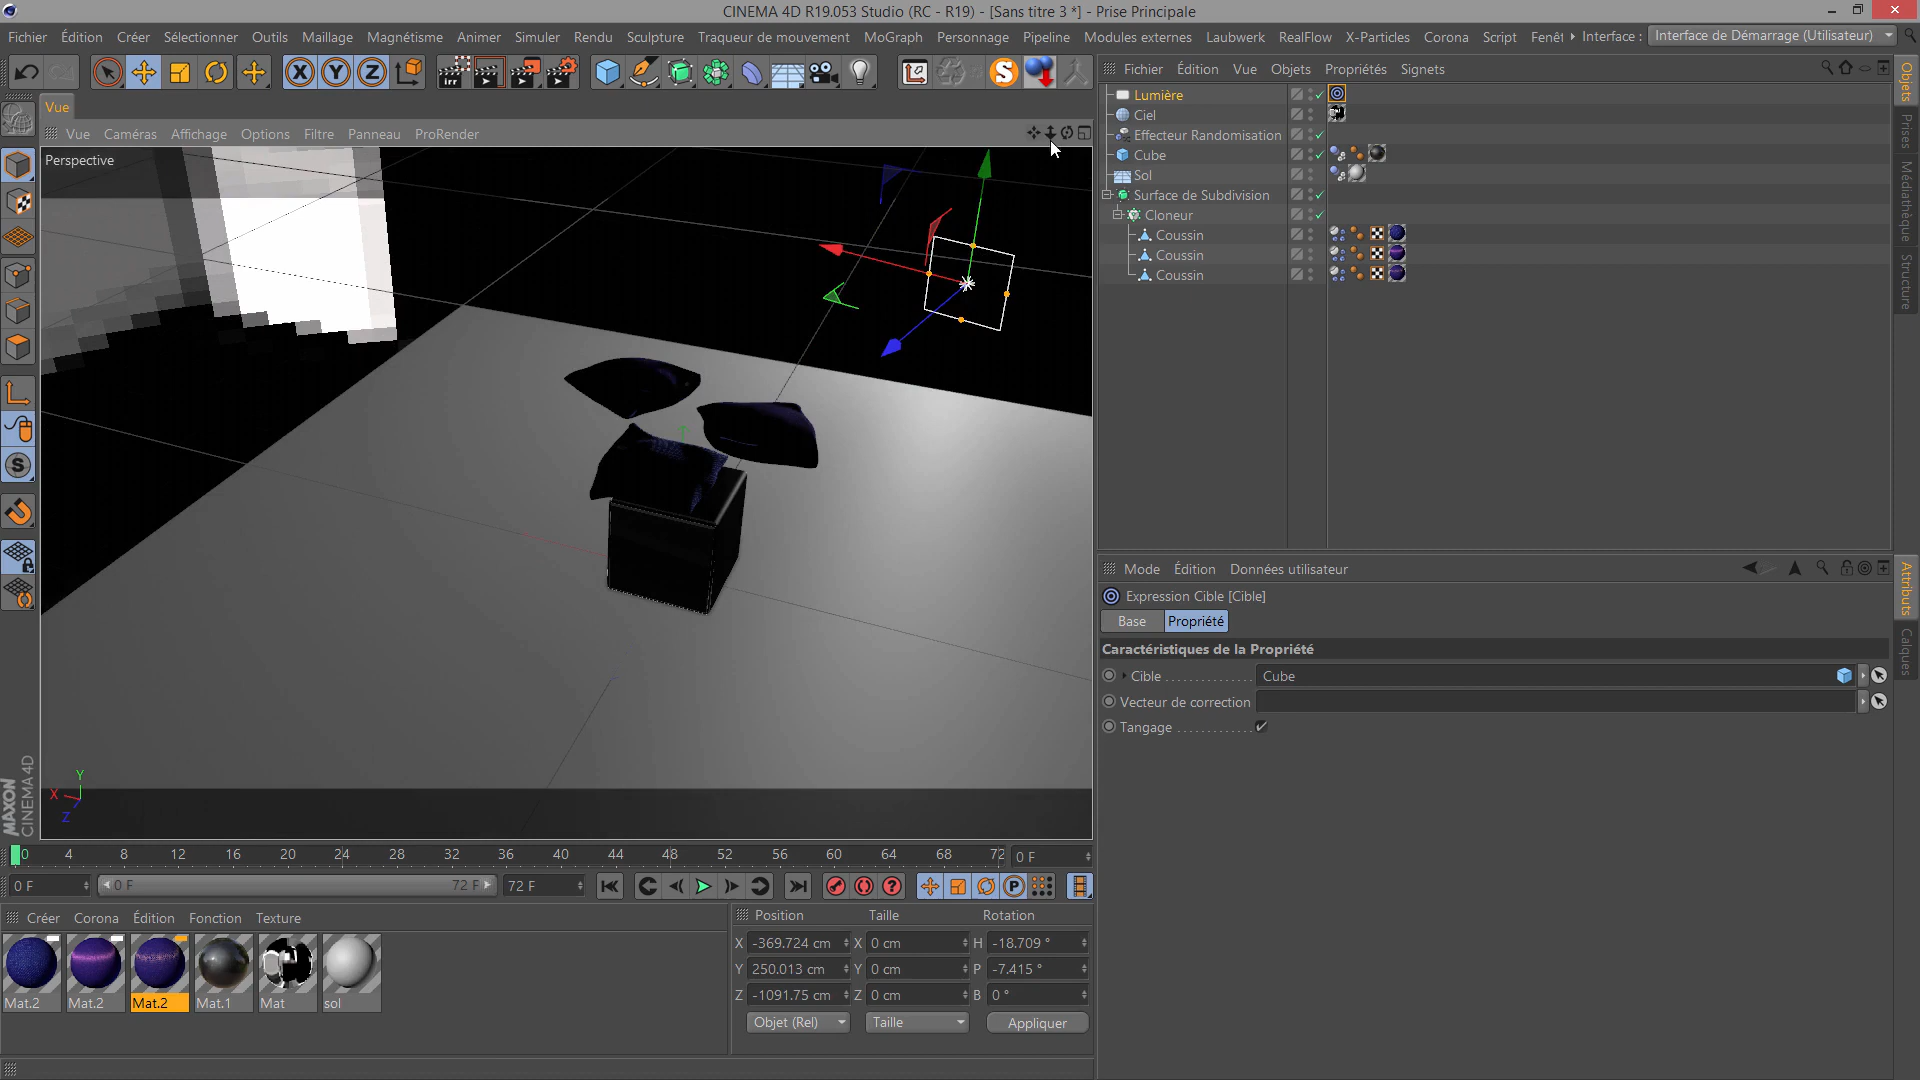 CINEMA 4D R19.053 Studio (RC - R19) - [Sans titre 3 *] - Prise Principale
Fichier Édition Créer Sélectionner Outils Maillage Magnétisme Animer Simuler Rendu Sculpture Traqueur de mouvement MoGraph Personnage Pipeline Modules externes Laubwerk RealFlow X-Particles Corona Script Fenêt Interface : Interface de Démarrage (Utilisateur)
X Y Z irr S
Fichier Édition Vue Objets Propriétés Signets
Lumière
Ciel
Effecteur Randomisation
Cube
Sol
Surface de Subdivision
Cloneur
Coussin
Coussin
Coussin
Objets
Prises
Médiathèque
Structure
Vue
Vue Caméras Affichage Options Filtre Panneau ProRender
Perspective
Y
X
Z
S
MAXON
CINEMA 4D
Mode Édition Données utilisateur
Expression Cible [Cible]
Base Propriété
Caractéristiques de la Propriété
Cible Cube
Vecteur de correction
Tangage
Attributs
Calques
0 4 8 12 16 20 24 28 32 36 40 44 48 52 56 60 64 68 72 0 F
0 F 0 F 72 F 72 F ? P
Créer Corona Édition Fonction Texture
Mat.2 Mat.2 Mat.2 Mat.1 Mat sol
Position Taille Rotation
X -369.724 cm X 0 cm H -18.709 °
Y 250.013 cm Y 0 cm P -7.415 °
Z -1091.75 cm Z 0 cm B 0 °
Objet (Rel) Taille Appliquer